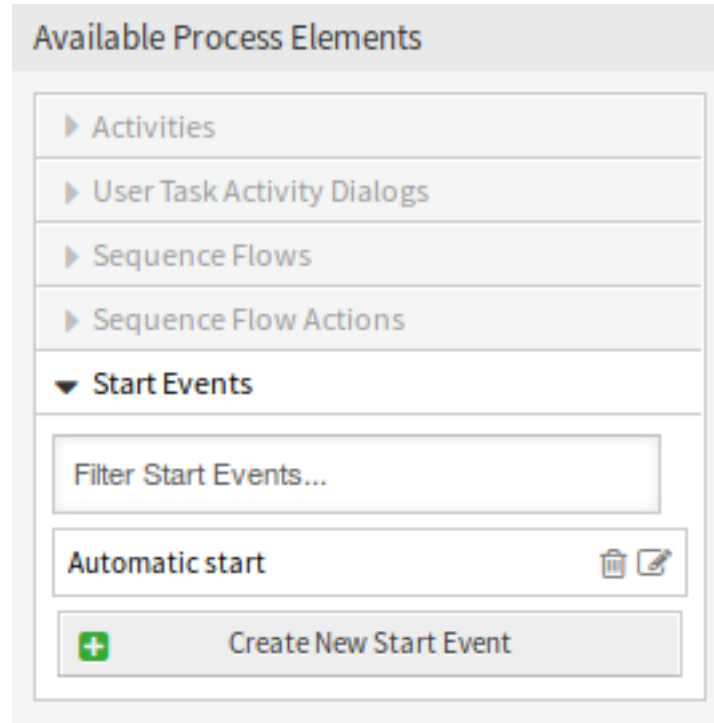 Available Process Elements
Activities
User Task Activity Dialogs
Sequence Flows
Sequence Flow Actions
Start Events
Filter Start Events...
Automatic start
Create New Start Event